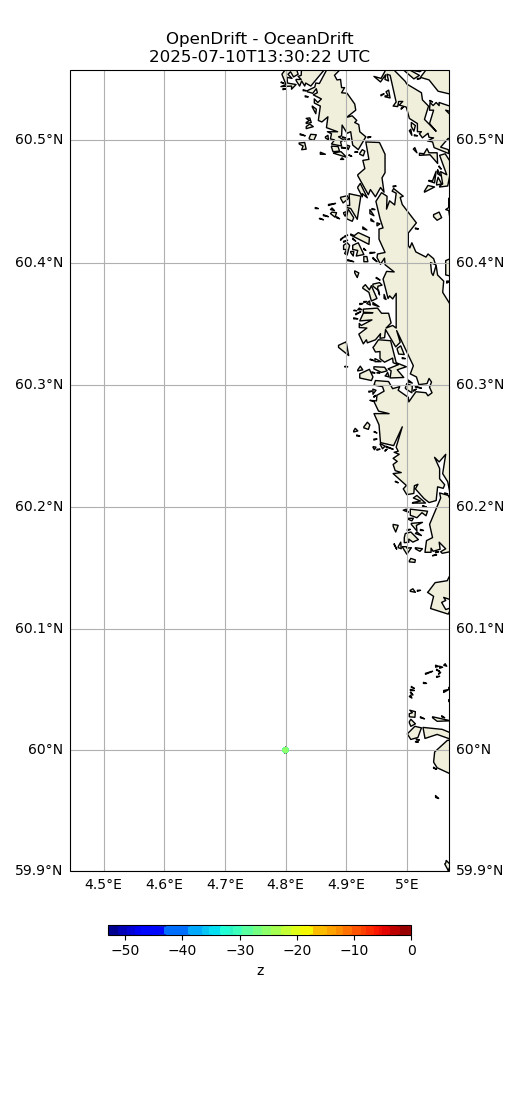 OpenDrift - OceanDrift
2025-07-10T13:30:22 UTC
60.5°N 60.5°N
60.4°N 60.4°N
60.3°N 60.3°N
60.2°N 60.2°N
60.1°N 60.1°N
60°N 60°N
59.9°N 59.9°N
4.5°E 4.6°E 4.7°E 4.8°E 4.9°E 5°E
−50 −40 −30 −20 −10 0
z